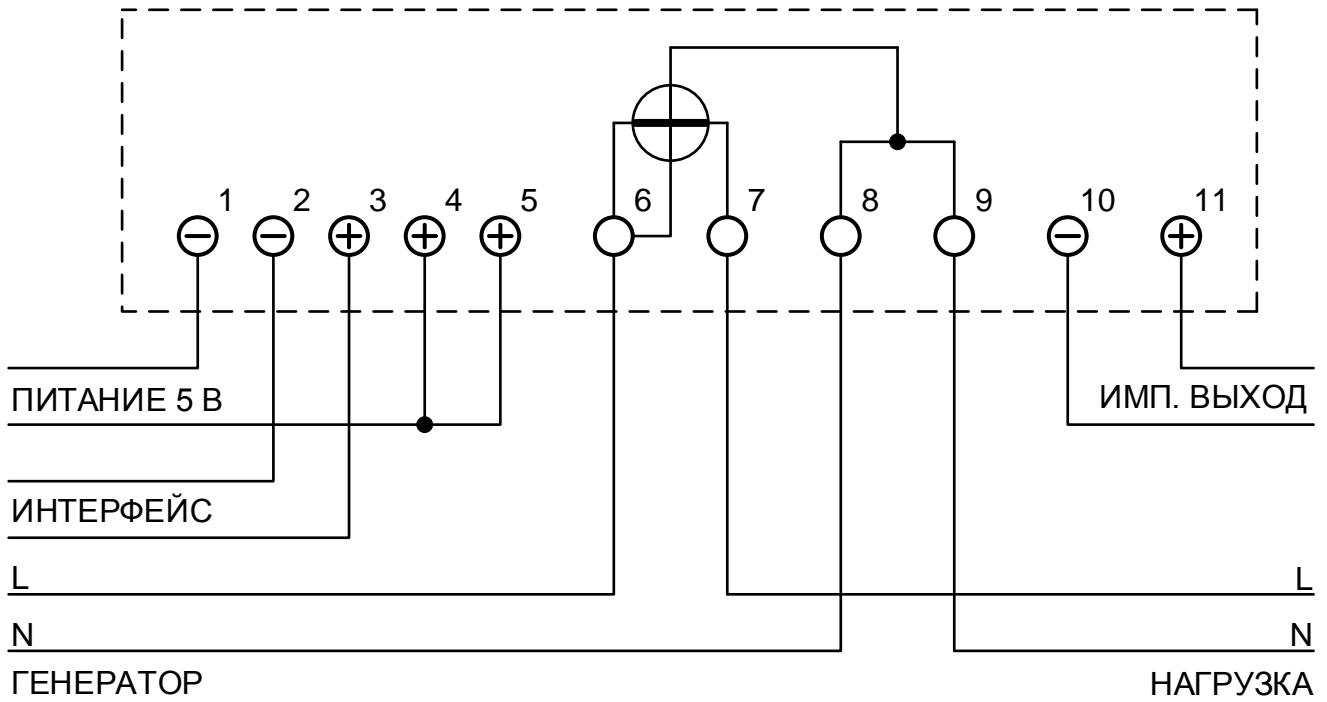 1 2 3 4 5 6 7 8 9 10 11
ПИТАНИЕ 5 В
ИМП. ВЫХОД
ИНТЕРФЕЙС
L
L
N
N
ГЕНЕРАТОР
НАГРУЗКА